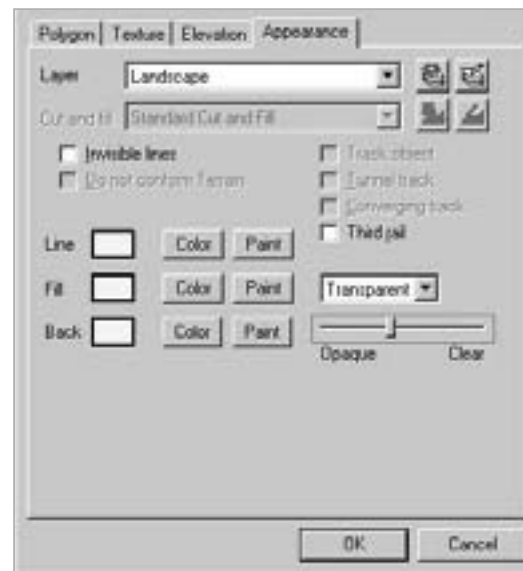 Polygon Texture Elevation Appearance
Layer Landscape
Cut and fill Standard Cut and Fill
Invisible lines Track object
Do not conform Terrain Tunnel track
Converging track
Third rail
Line Color Paint
Fill Color Paint Transparent
Back Color Paint
Opaque Clear
OK Cancel